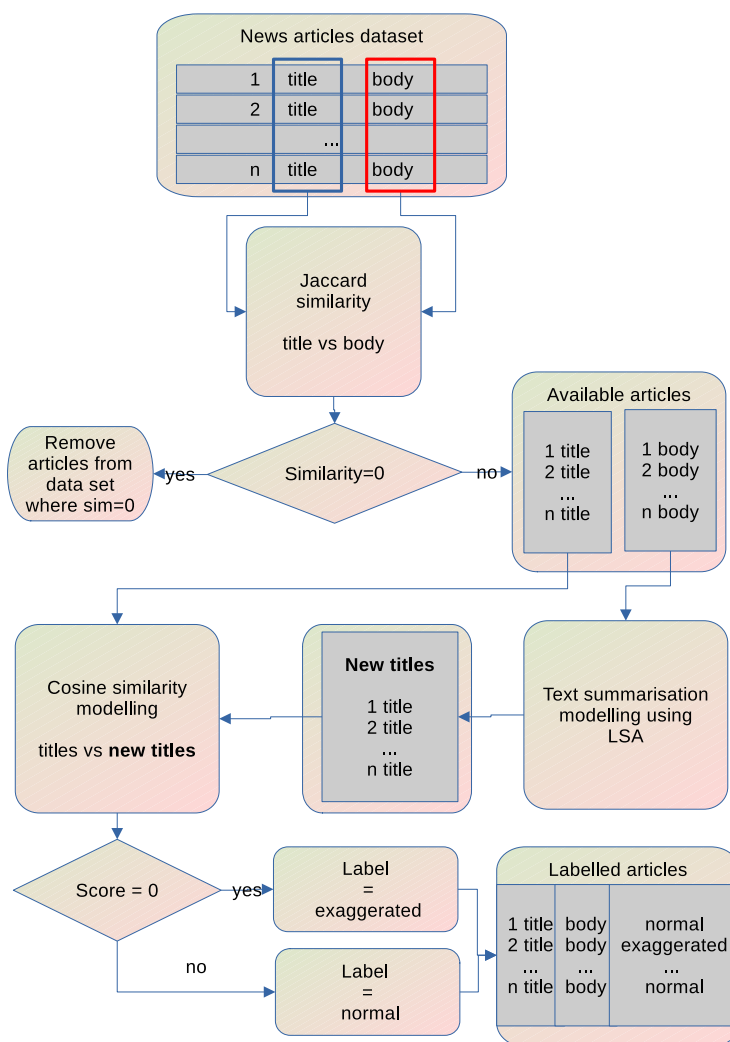 News articles dataset
1 title body
2 title body
...
n title body
Jaccard
similarity
title vs body
Similarity=0
yes
no
Remove
articles from
data set
where sim=0
Available articles
1 title
2 title
...
n title
1 body
2 body
...
n body
Text summarisation
modelling using
LSA
New titles
1 title
2 title
...
n title
Cosine similarity
modelling
titles vs new titles
Score = 0
yes
no
Label
=
exaggerated
Label
=
normal
Labelled articles
1 title body normal
2 title body exaggerated
... ... ...
n title body normal